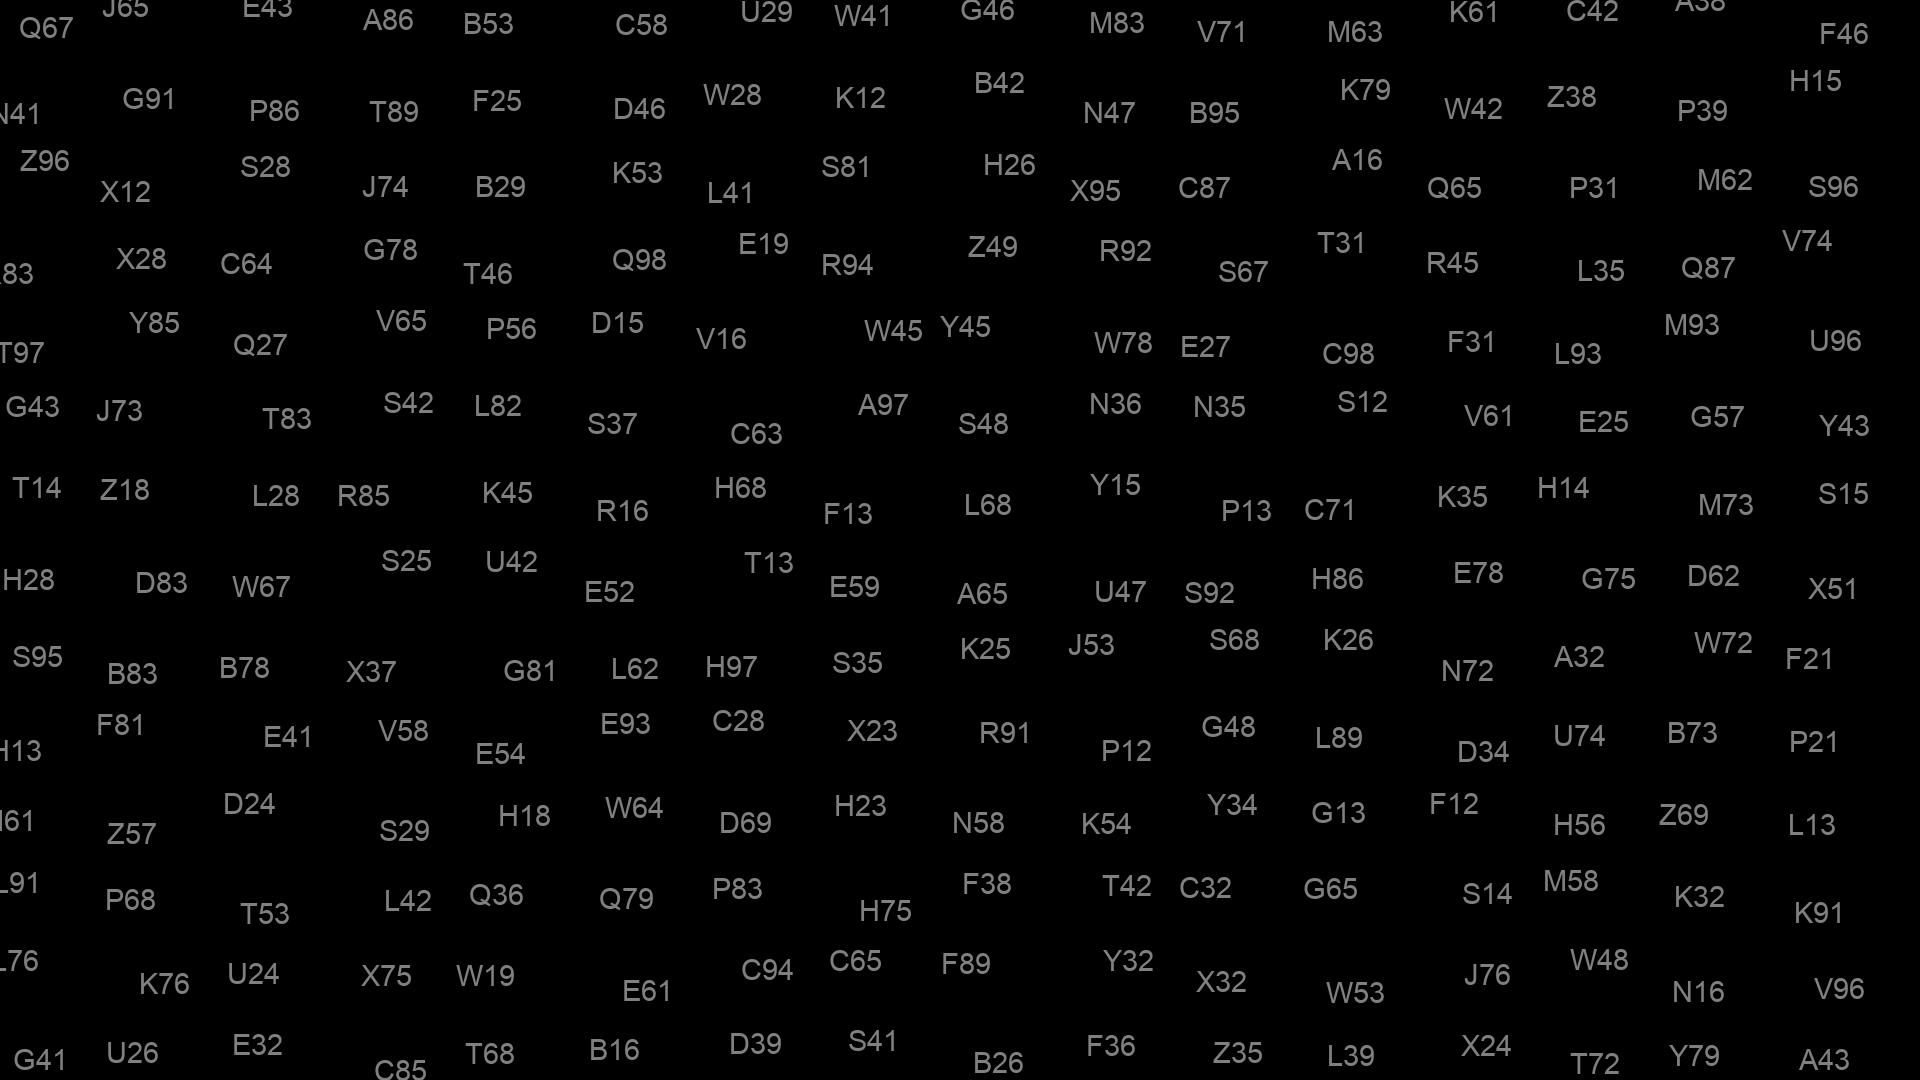 Q67 J65 E43 A86 B53 C58 U29 W41 G46 M83 V71 M63 K61 C42 A38 F46
N41 G91 P86 T89 F25 D46 W28 K12 B42 N47 B95 K79 W42 Z38 P39 H15
Z96 X12 S28 J74 B29 K53 L41 S81 H26 X95 C87 A16 Q65 P31 M62 S96
83 X28 C64 G78 T46 Q98 E19 R94 Z49 R92 S67 T31 R45 L35 Q87 V74
T97 Y85 Q27 V65 P56 D15 V16 W45 Y45 W78 E27 C98 F31 L93 M93 U96
G43 J73 T83 S42 L82 S37 C63 A97 S48 N36 N35 S12 V61 E25 G57 Y43
T14 Z18 L28 R85 K45 R16 H68 F13 L68 Y15 P13 C71 K35 H14 M73 S15
H28 D83 W67 S25 U42 E52 T13 E59 A65 U47 S92 H86 E78 G75 D62 X51
S95 B83 B78 X37 G81 L62 H97 S35 K25 J53 S68 K26 N72 A32 W72 F21
H13 F81 E41 V58 E54 E93 C28 X23 R91 P12 G48 L89 D34 U74 B73 P21
61 Z57 D24 S29 H18 W64 D69 H23 N58 K54 Y34 G13 F12 H56 Z69 L13
L91 P68 T53 L42 Q36 Q79 P83 H75 F38 T42 C32 G65 S14 M58 K32 K91
76 K76 U24 X75 W19 E61 C94 C65 F89 Y32 X32 W53 J76 W48 N16 V96
G41 U26 E32 C85 T68 B16 D39 S41 B26 F36 Z35 L39 X24 T72 Y79 A43